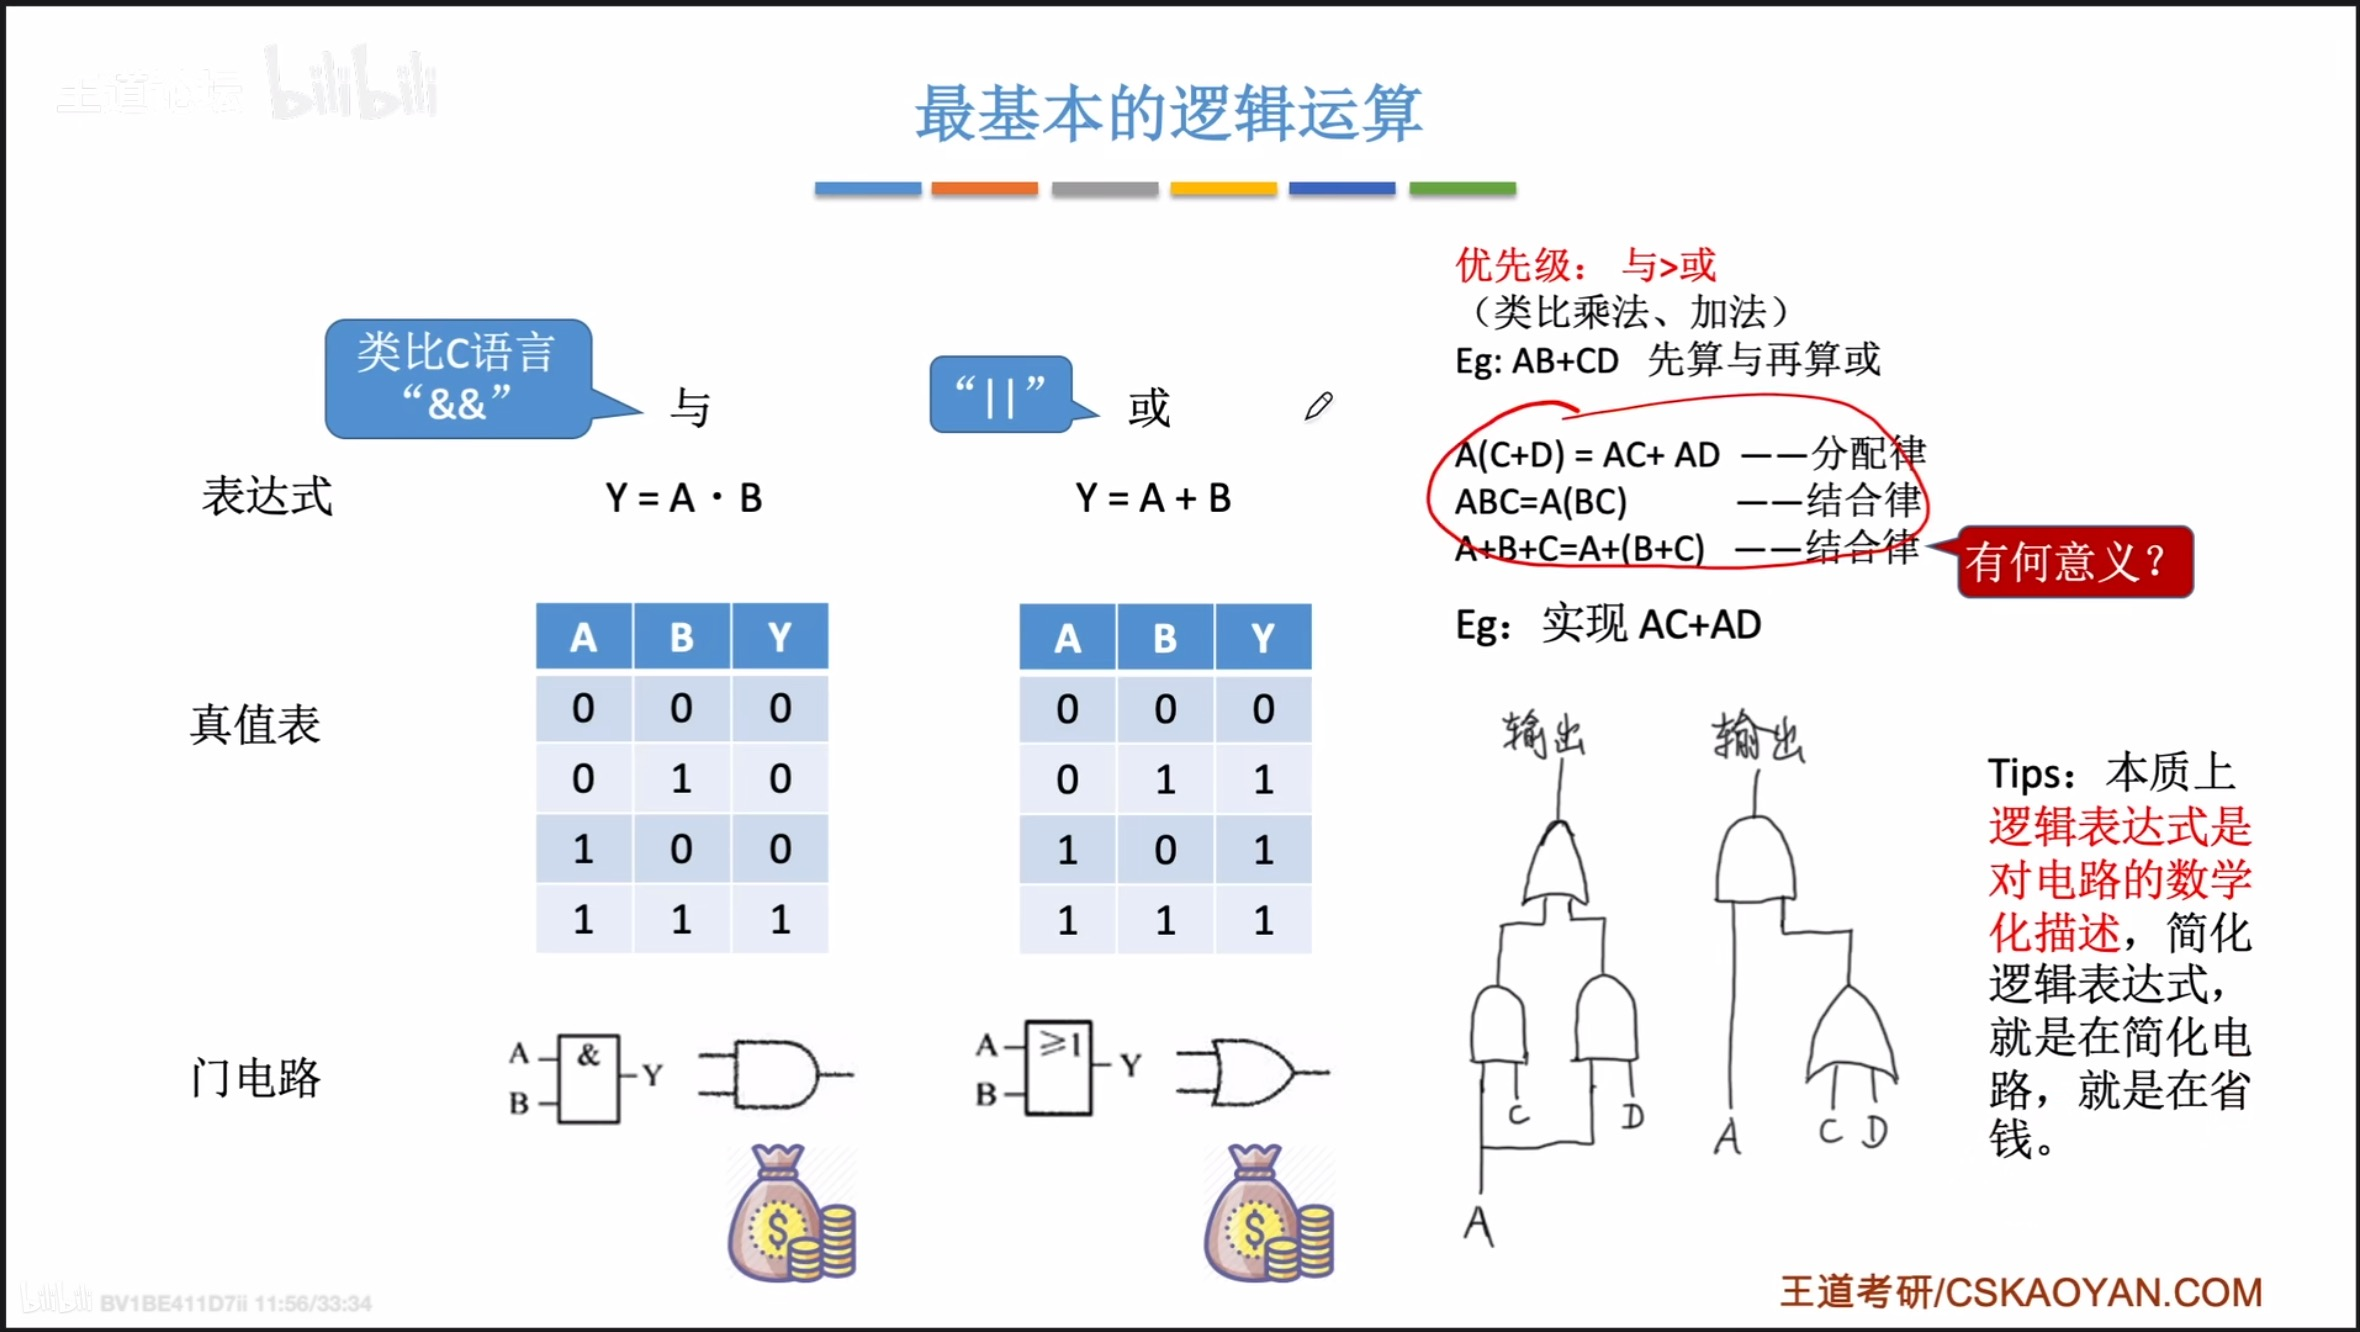 王道论坛 bilibili
最基本的逻辑运算
类比C语言
“&&”
与
“||”
或
优先级： 与>或
（类比乘法、加法）
Eg: AB+CD 先算与再算或
A(C+D) = AC+ AD ——分配律
ABC=A(BC) ——结合律
A+B+C=A+(B+C) ——结合律
有何意义？
表达式
Y = A · B
Y = A + B
Eg： 实现 AC+AD
真值表
A B Y
0 0 0
0 1 0
1 0 0
1 1 1
A B Y
0 0 0
0 1 1
1 0 1
1 1 1
输出
输出
C
D
A
A
C D
Tips：本质上
逻辑表达式是
对电路的数学
化描述，简化
逻辑表达式，
就是在简化电
路，就是在省
钱。
门电路
A
B
&
Y
A
B
≥1
Y
$
$
bilibili BV1BE411D7ii 11:56/33:34
王道考研/CSKAOYAN.COM